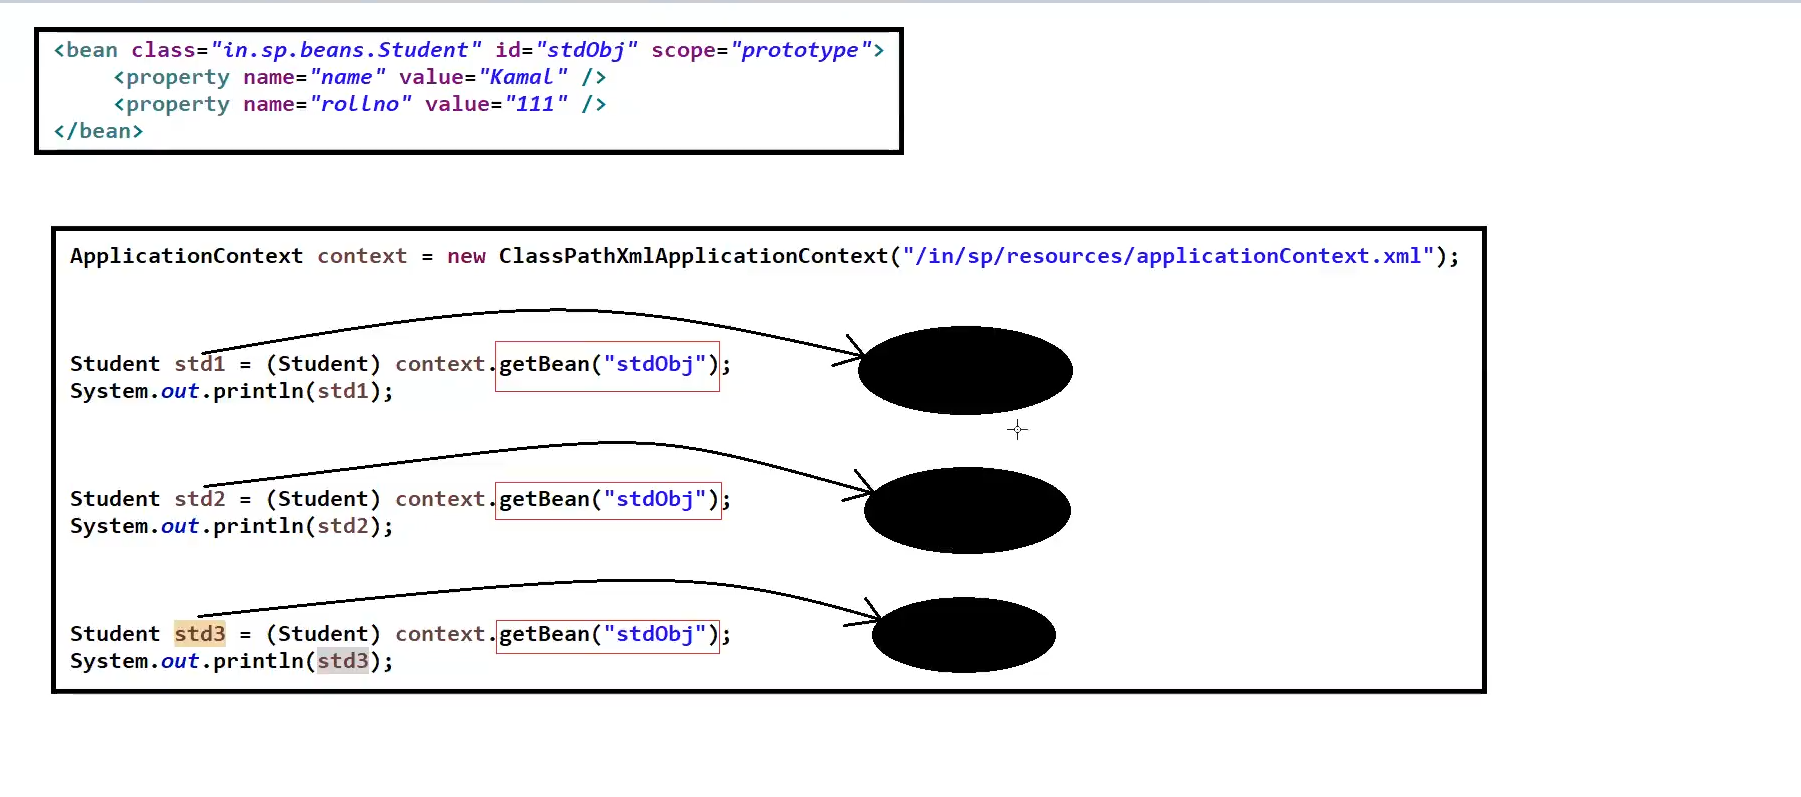 <bean class="in.sp.beans.Student" id="stdObj" scope="prototype">
<property name="name" value="Kamal" />
<property name="rollno" value="111" />
</bean>
ApplicationContext context = new ClassPathXmlApplicationContext("/in/sp/resources/applicationContext.xml");
Student std1 = (Student) context.getBean("stdObj");
System.out.println(std1);
Student std2 = (Student) context.getBean("stdObj");
System.out.println(std2);
Student std3 = (Student) context.getBean("stdObj");
System.out.println(std3);